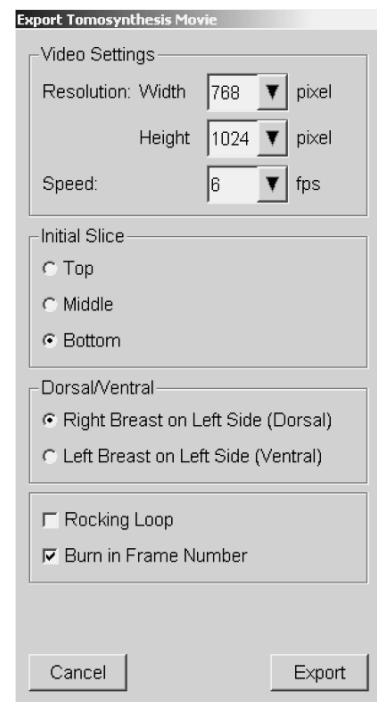 Export Tomosynthesis Movie
Video Settings
Resolution: Width 768 pixel
Height 1024 pixel
Speed: 6 fps
Initial Slice
Top
Middle
Bottom
Dorsal/Ventral
Right Breast on Left Side (Dorsal)
Left Breast on Left Side (Ventral)
Rocking Loop
Burn in Frame Number
Cancel Export